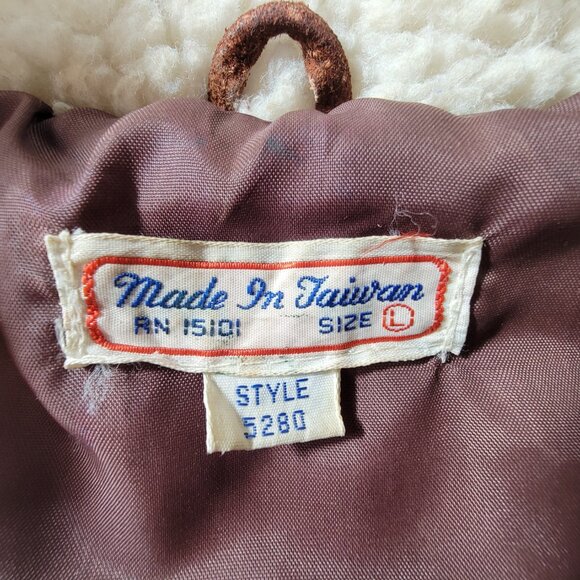 Made In Taiwan
RN 15101 SIZE L
STYLE
5280